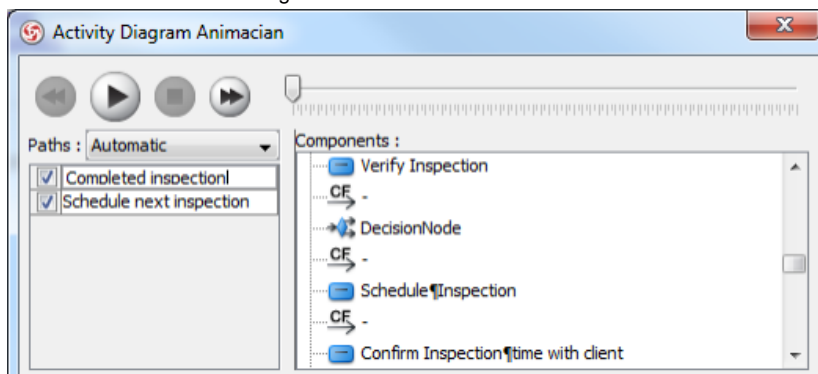 Activity Diagram Animacian
Paths : Automatic
Completed inspection
Schedule next inspection
Components :
Verify Inspection
CF -
DecisionNode
CF -
Schedule¶Inspection
CF -
Confirm Inspection¶time with client